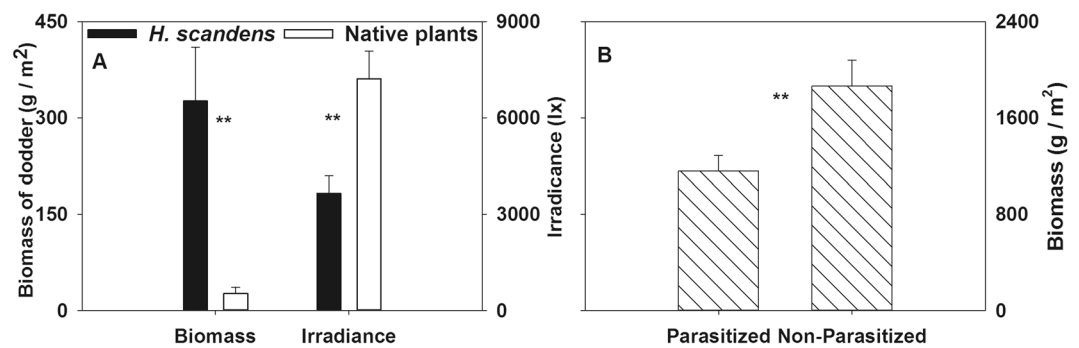 450
300
150
0
Biomass of dodder (g / m2)
H. scandens
Native plants
A
**
**
Biomass
Irradiance
9000
6000
3000
0
Irradicance (lx)
B
**
Parasitized
Non-Parasitized
2400
1600
800
0
Biomass (g / m2)